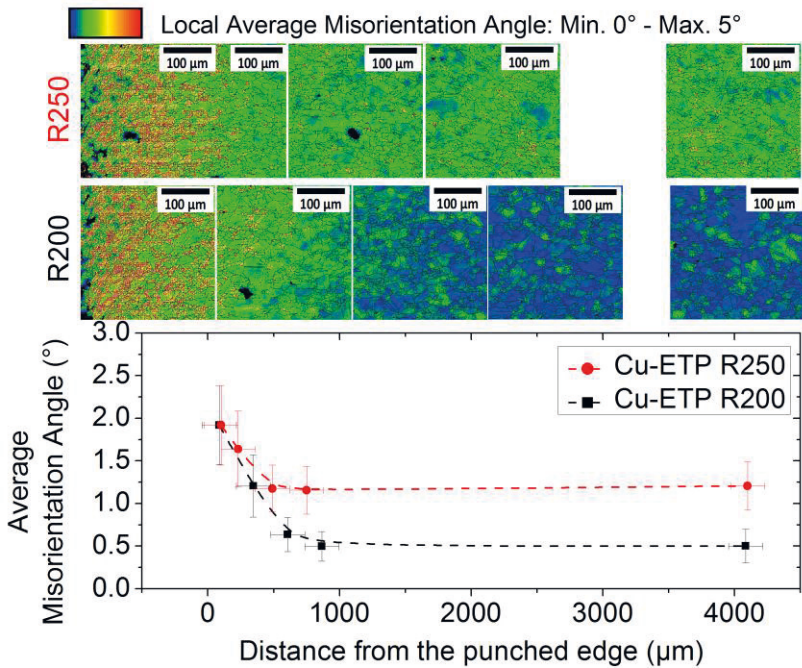 Local Average Misorientation Angle: Min. 0° - Max. 5°
R250
100 µm 100 µm 100 µm 100 µm 100 µm
R200
100 µm 100 µm 100 µm 100 µm 100 µm
Average
Misorientation Angle (°)
3.0
2.5
2.0
1.5
1.0
0.5
0.0
Cu-ETP R250
Cu-ETP R200
0 1000 2000 3000 4000
Distance from the punched edge (µm)